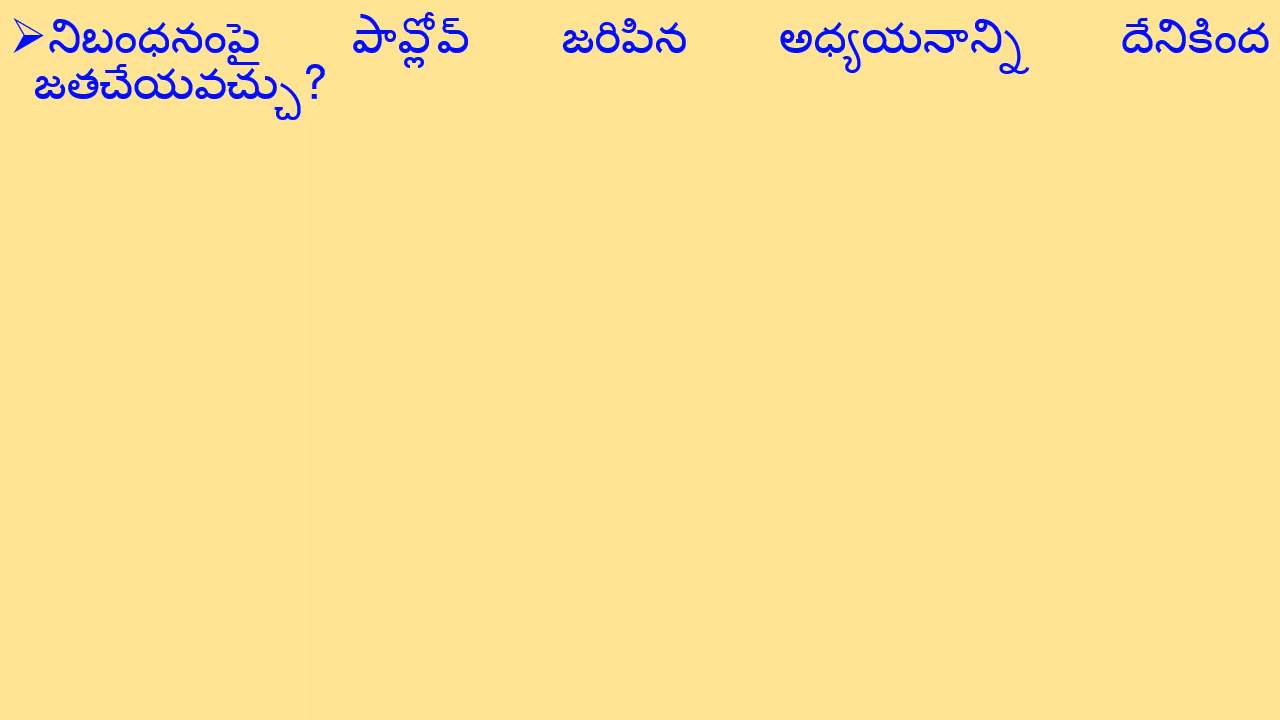 ➢నిబంధనంపై పావ్లోవ్ జరిపిన అధ్యయనాన్ని దేనికింద
జతచేయవచ్చు?